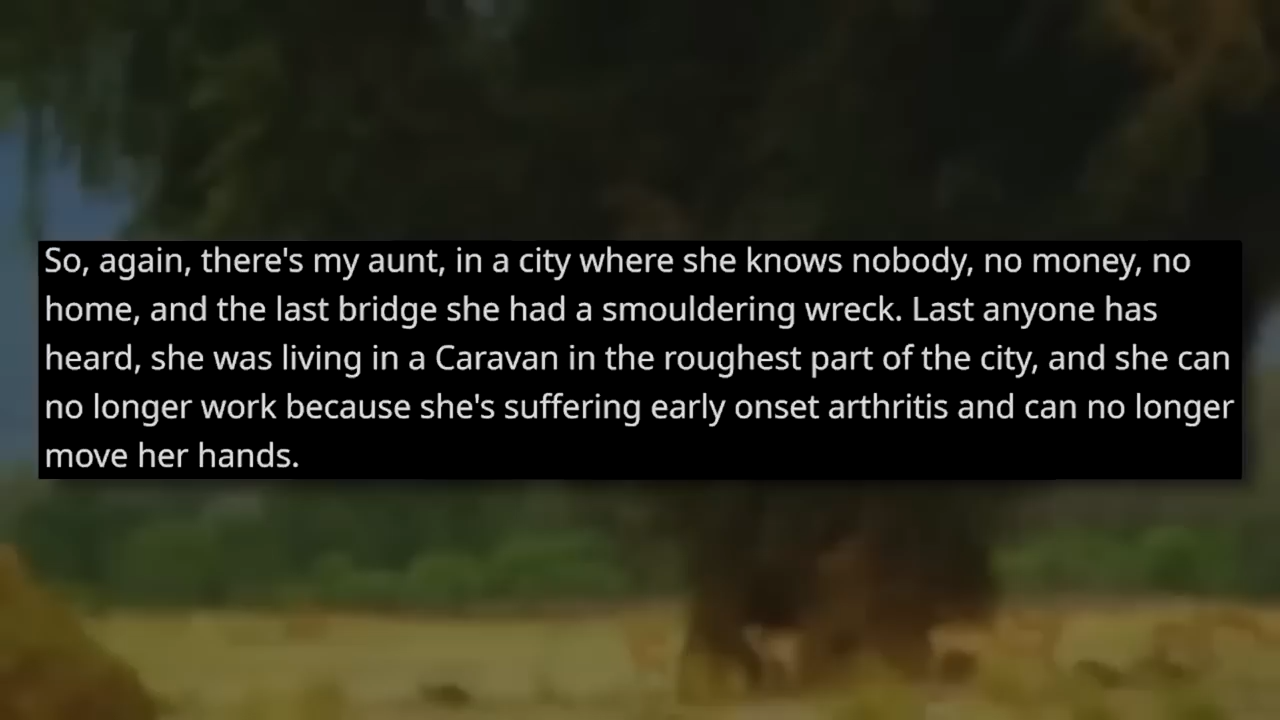 So, again, there's my aunt, in a city where she knows nobody, no money, no
home, and the last bridge she had a smouldering wreck. Last anyone has
heard, she was living in a Caravan in the roughest part of the city, and she can
no longer work because she's suffering early onset arthritis and can no longer
move her hands.